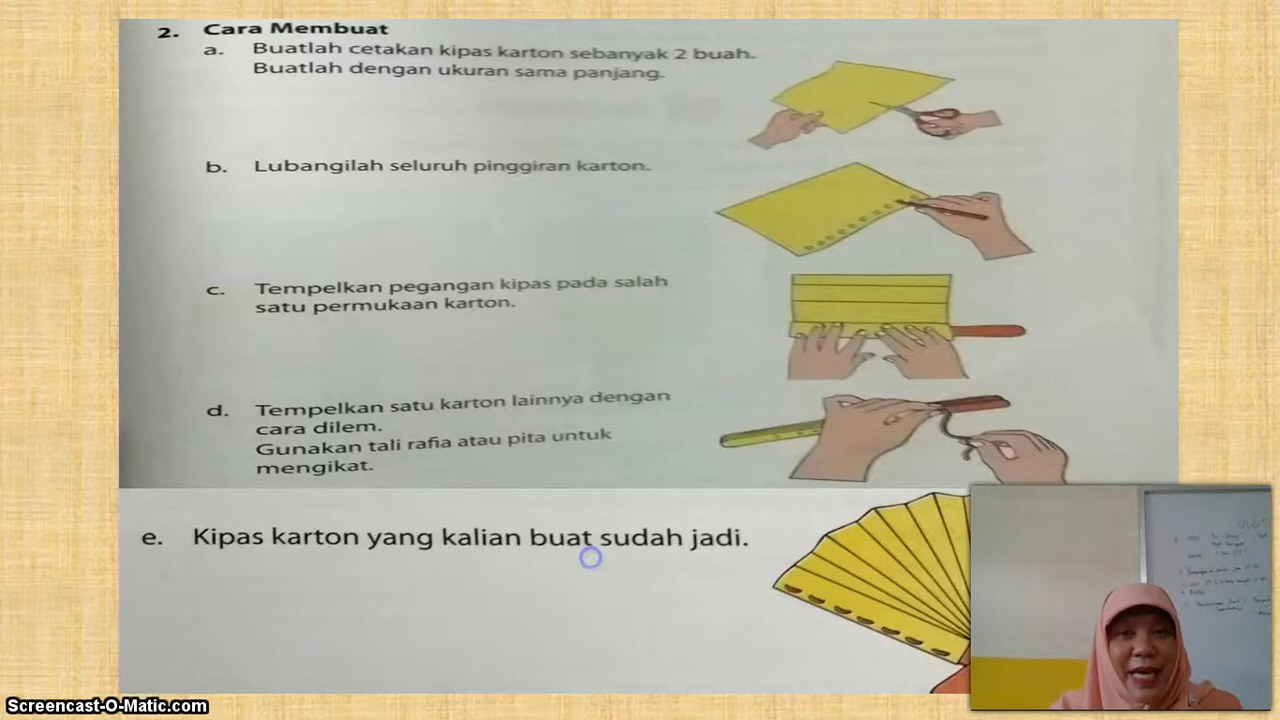 2. Cara Membuat
a. Buatlah cetakan kipas karton sebanyak 2 buah.
Buatlah dengan ukuran sama panjang.
b. Lubangilah seluruh pinggiran karton.
c. Tempelkan pegangan kipas pada salah
satu permukaan karton.
d. Tempelkan satu karton lainnya dengan
cara dilem.
Gunakan tali rafia atau pita untuk
mengikat.
e. Kipas karton yang kalian buat sudah jadi.
Screencast-O-Matic.com